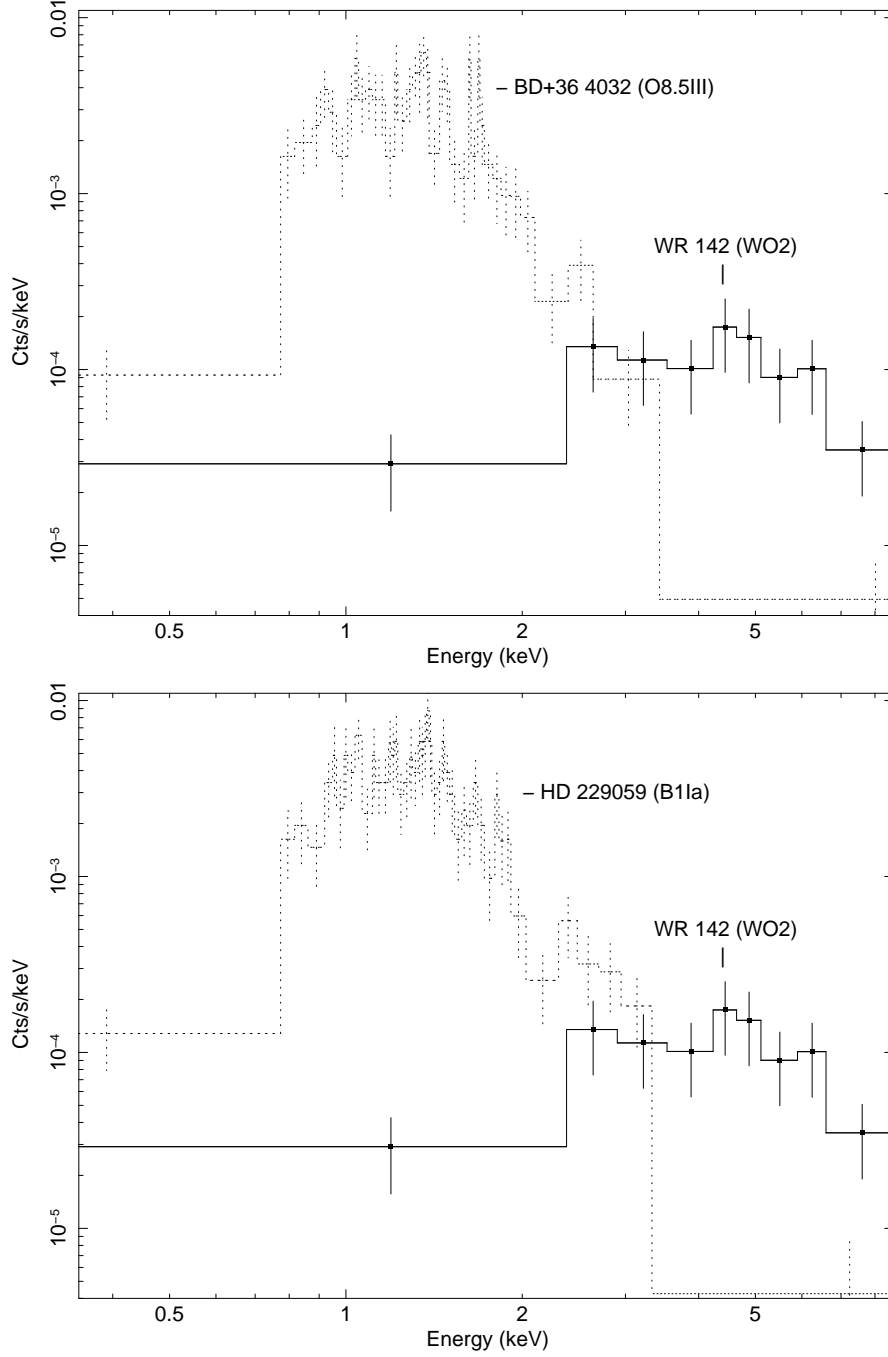 0.01
– BD+36 4032 (O8.5III)
10⁻³
WR 142 (WO2)
Cts/s/keV
10⁻⁴
10⁻⁵
0.5 1 2 5
Energy (keV)
0.01
– HD 229059 (B1Ia)
10⁻³
WR 142 (WO2)
Cts/s/keV
10⁻⁴
10⁻⁵
0.5 1 2 5
Energy (keV)